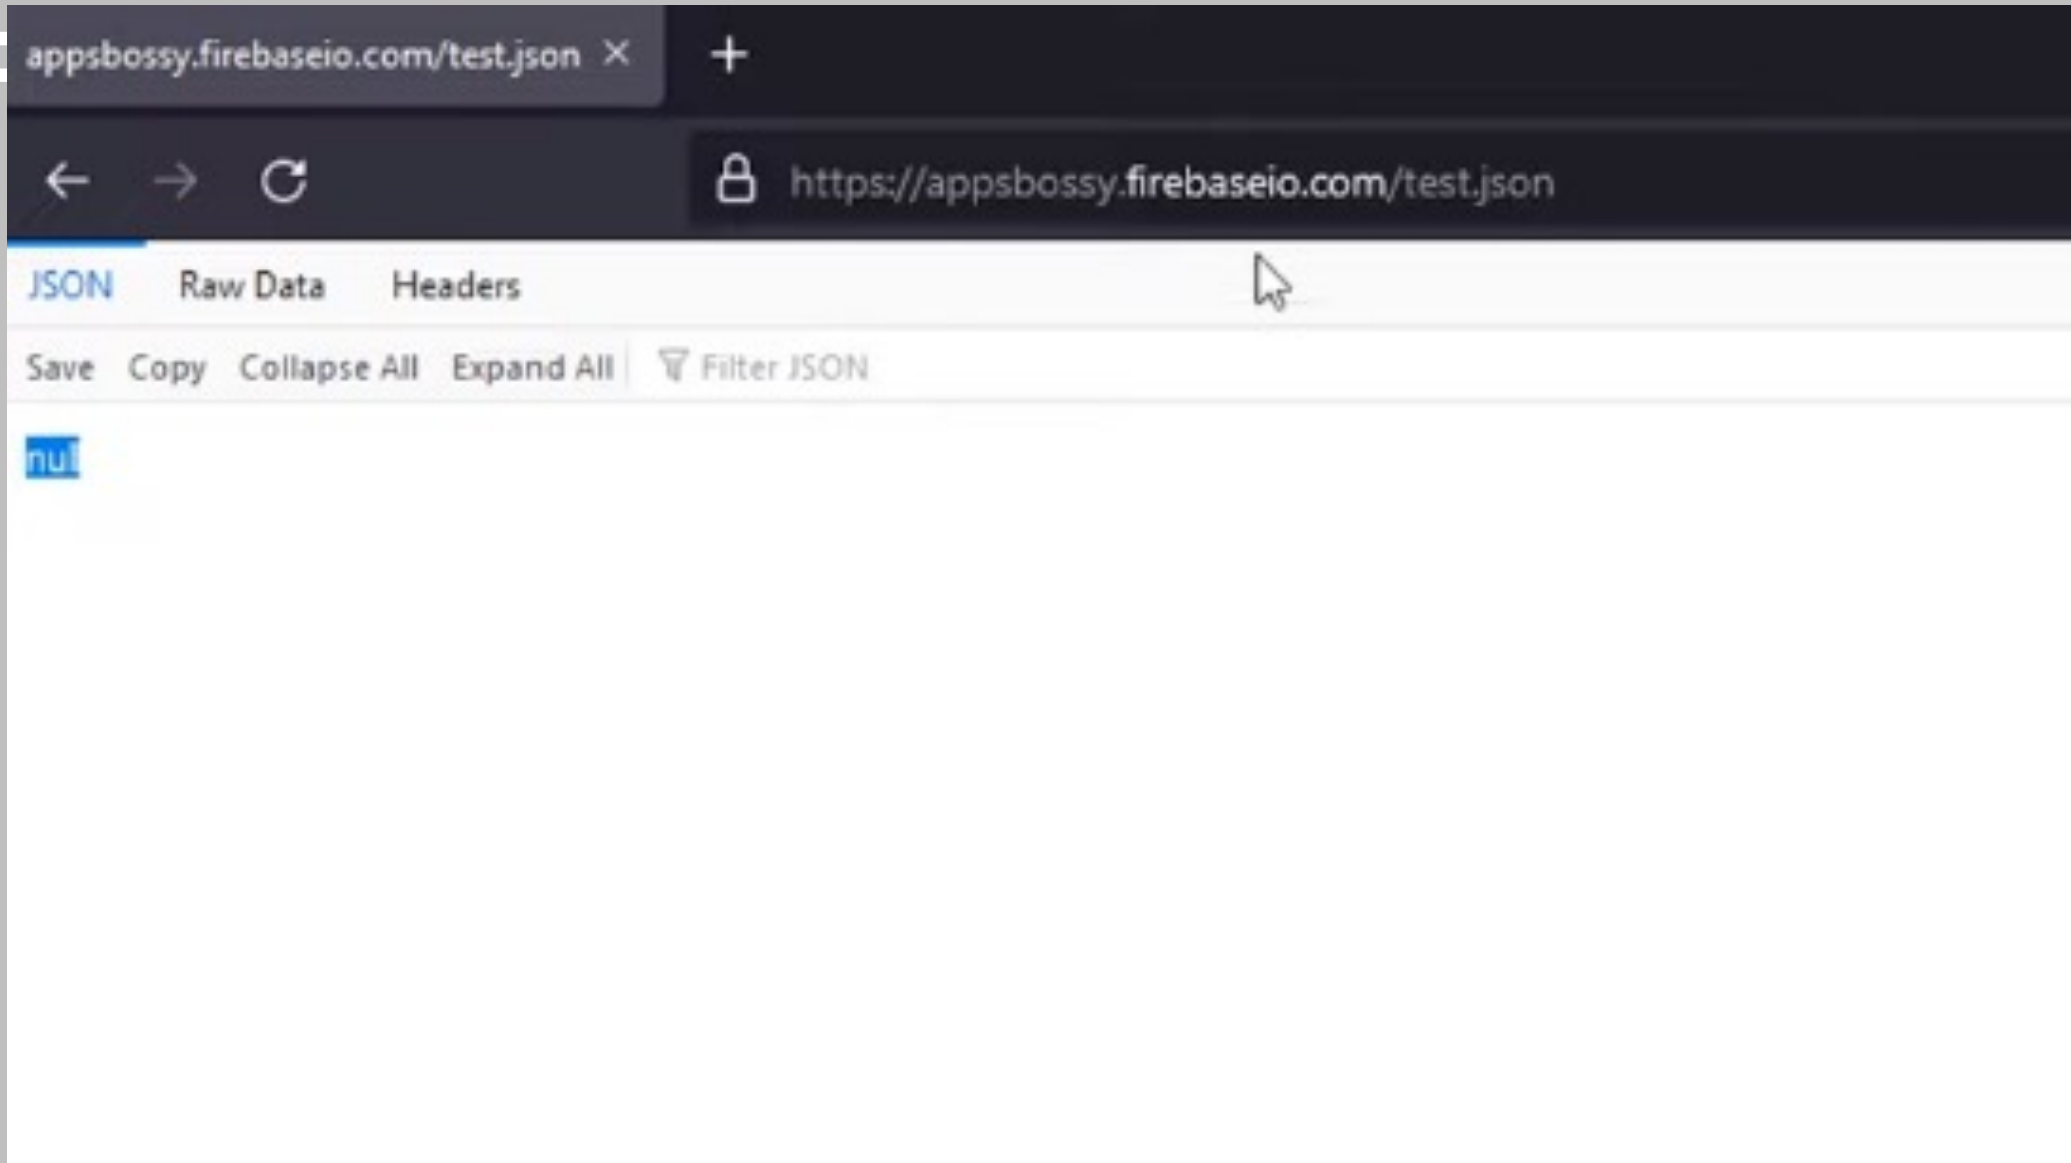 appsbossy.firebaseio.com/test.json
https://appsbossy.firebaseio.com/test.json
JSON Raw Data Headers
Save Copy Collapse All Expand All Filter JSON
null